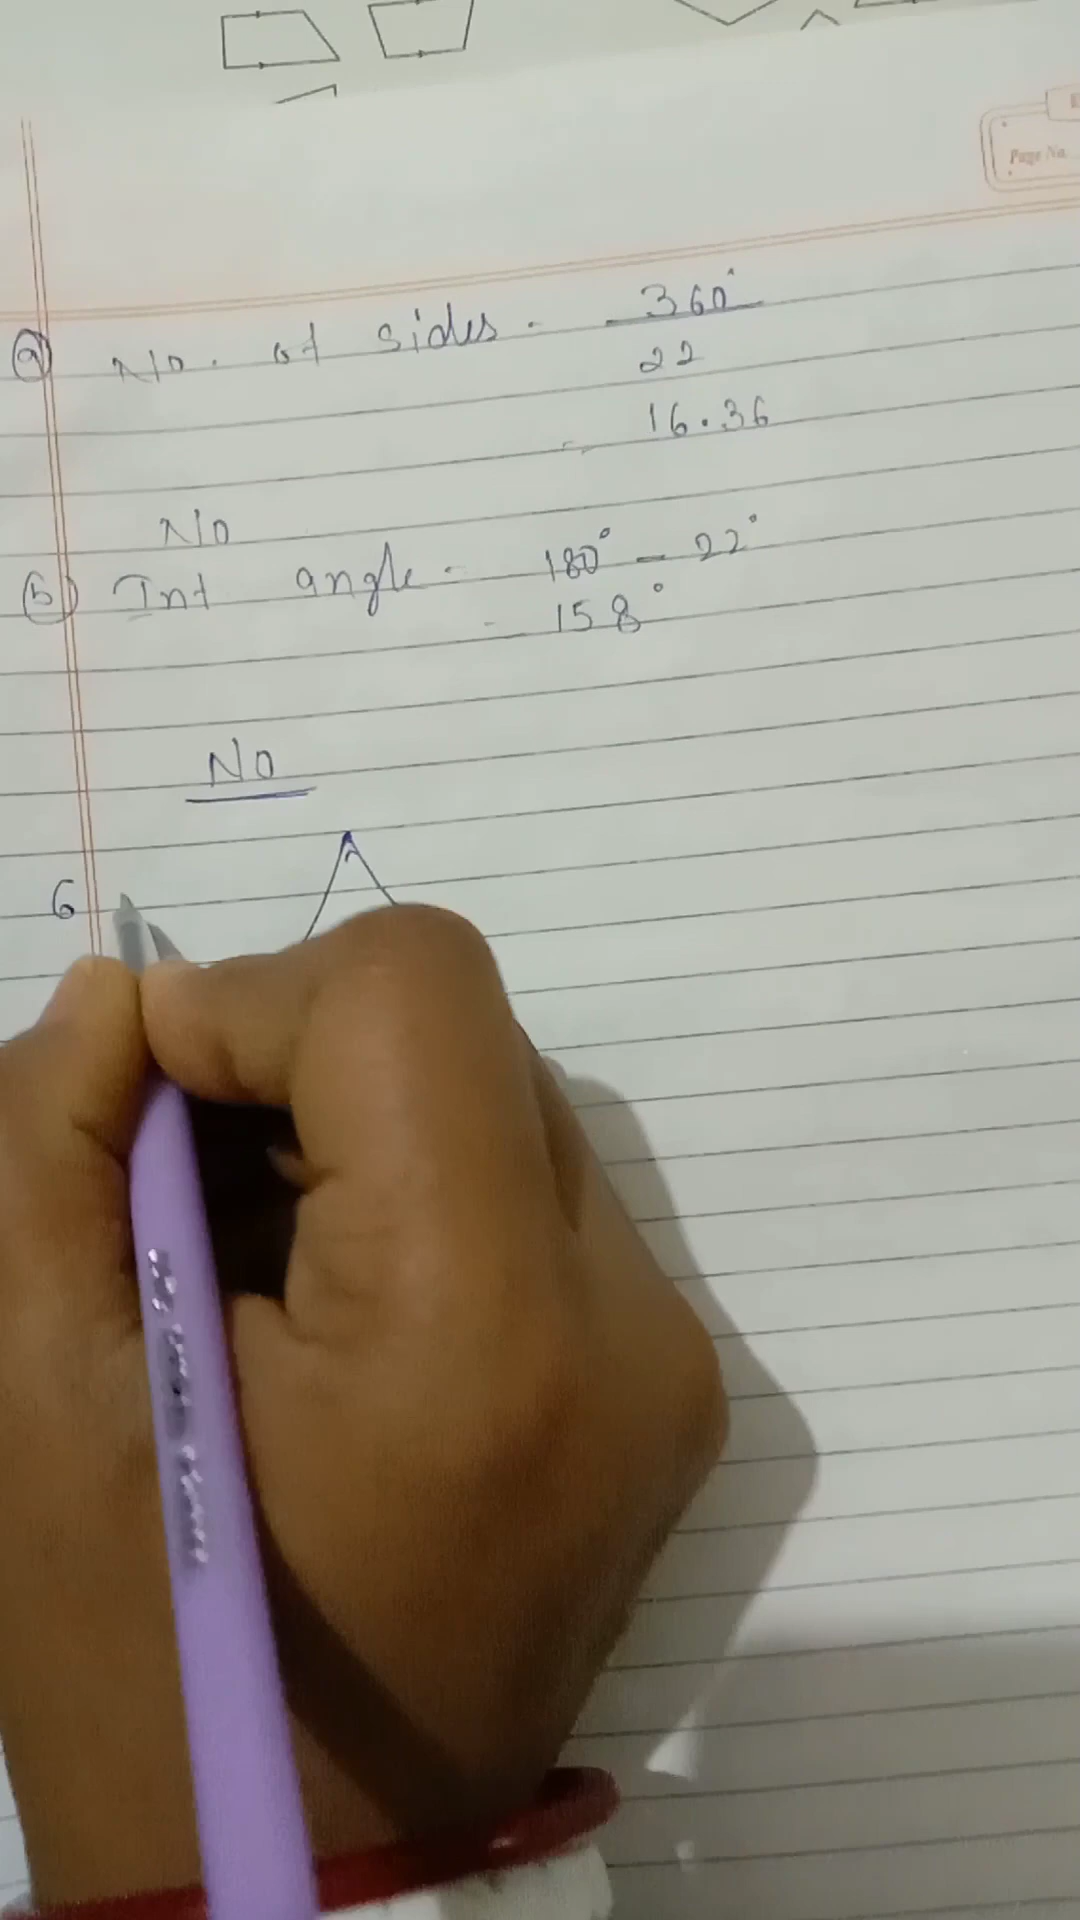 Page No.
(a) No. of sides = 360°
22
= 16.36
No
(b) Int angle = 180° - 22°
= 158°
No
6